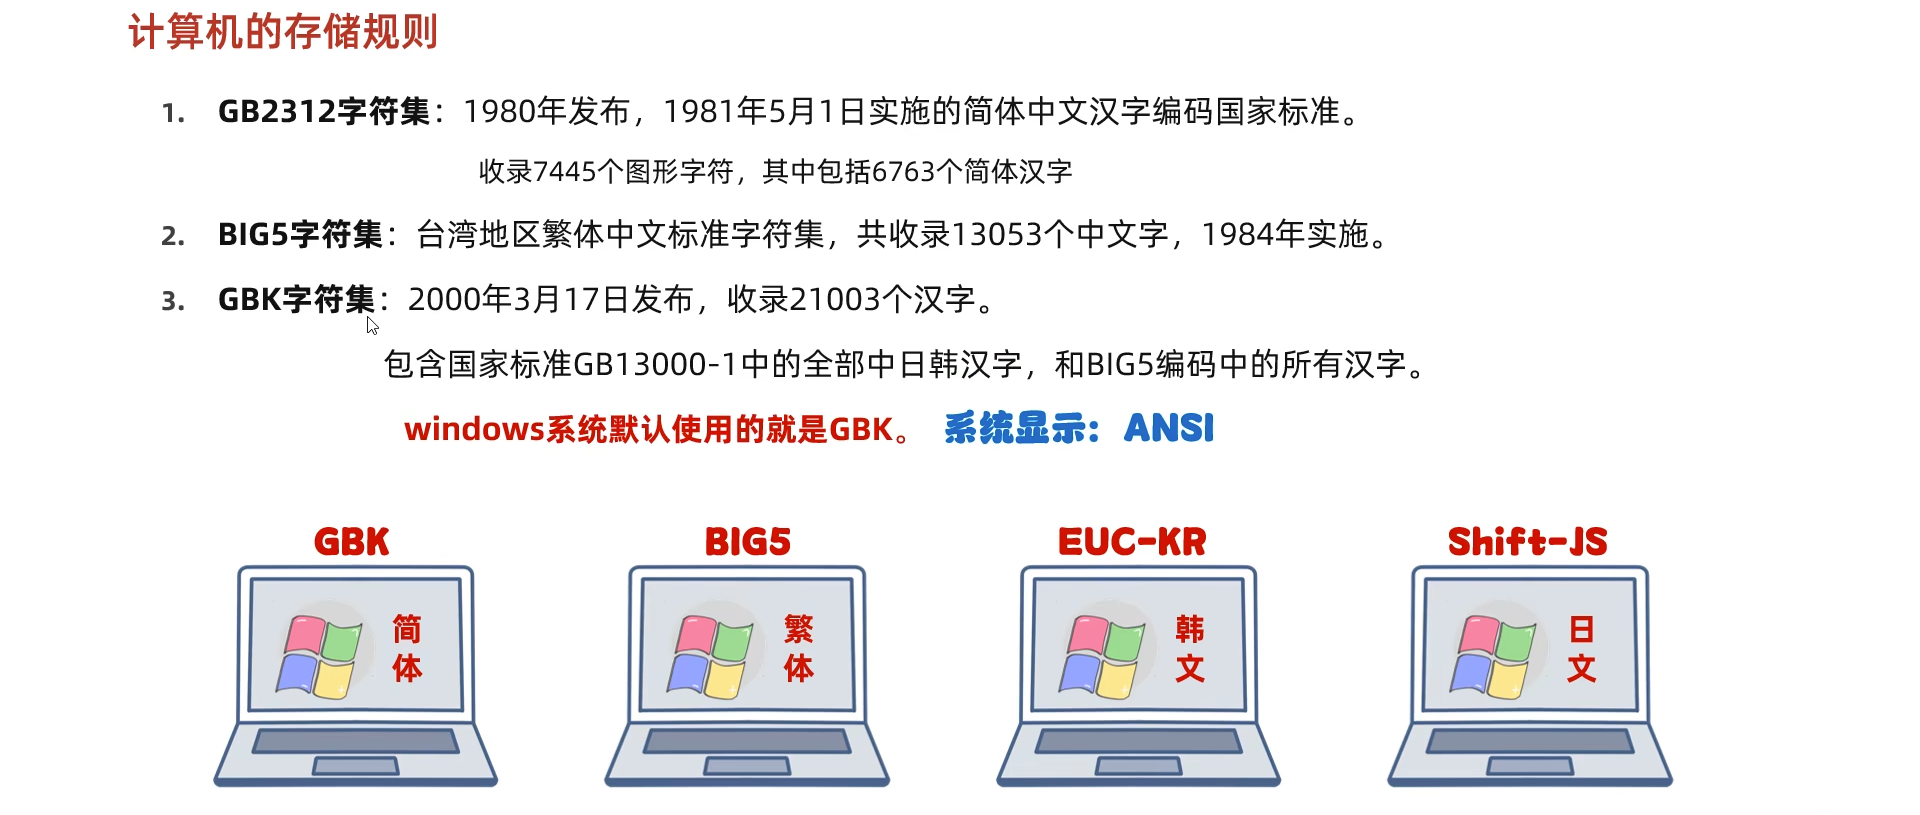 计算机的存储规则
1. GB2312字符集：1980年发布，1981年5月1日实施的简体中文汉字编码国家标准。
收录7445个图形字符，其中包括6763个简体汉字
2. BIG5字符集：台湾地区繁体中文标准字符集，共收录13053个中文字，1984年实施。
3. GBK字符集：2000年3月17日发布，收录21003个汉字。
包含国家标准GB13000-1中的全部中日韩汉字，和BIG5编码中的所有汉字。
windows系统默认使用的就是GBK。 系统显示：ANSI
GBK BIG5 EUC-KR Shift-JS
简体 繁体 韩文 日文